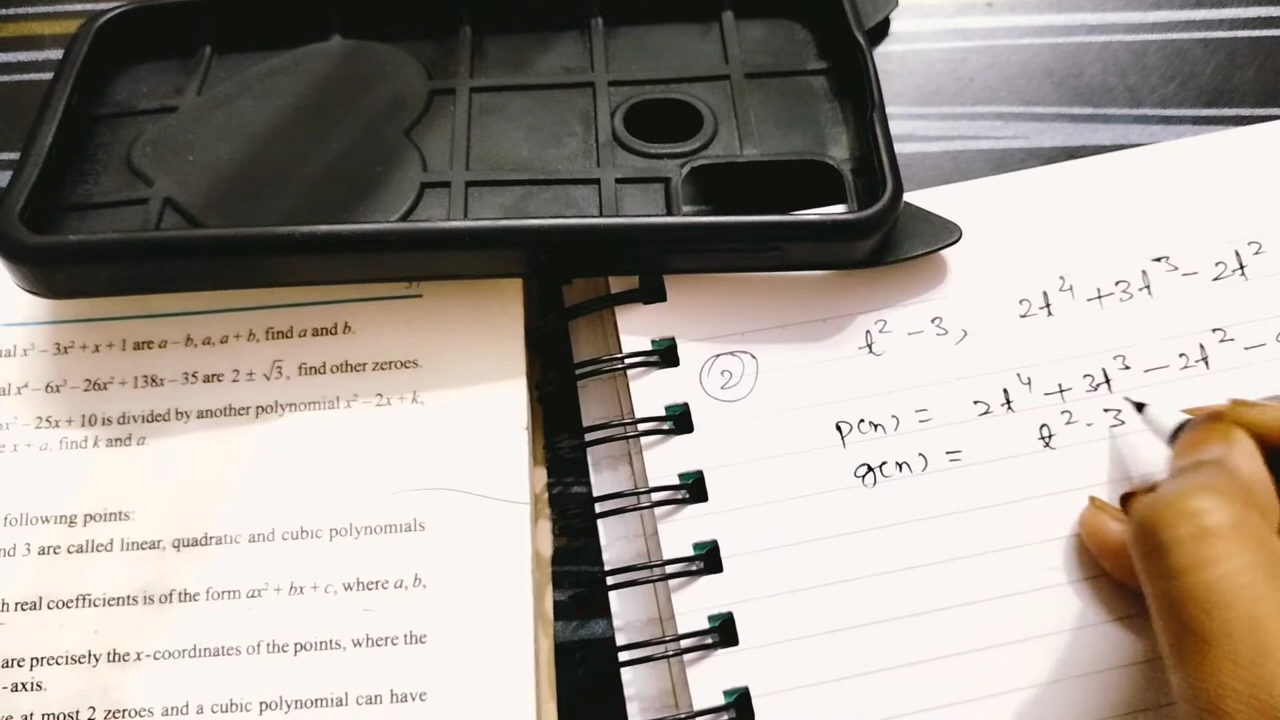 ial x³ – 3x² + x + 1 are a – b, a, a + b, find a and b.
al x⁴ – 6x³ – 26x² + 138x – 35 are 2 ± √3, find other zeroes.
x² – 25x + 10 is divided by another polynomial x² – 2x + k,
e x + a, find k and a.
following points:
nd 3 are called linear, quadratic and cubic polynomials
h real coefficients is of the form ax² + bx + c, where a, b,
are precisely the x-coordinates of the points, where the
-axis.
ve at most 2 zeroes and a cubic polynomial can have
② t² – 3, 2t⁴ + 3t³ – 2t²
p(n) = 2t⁴ + 3t³ – 2t² –
g(n) = t² - 3